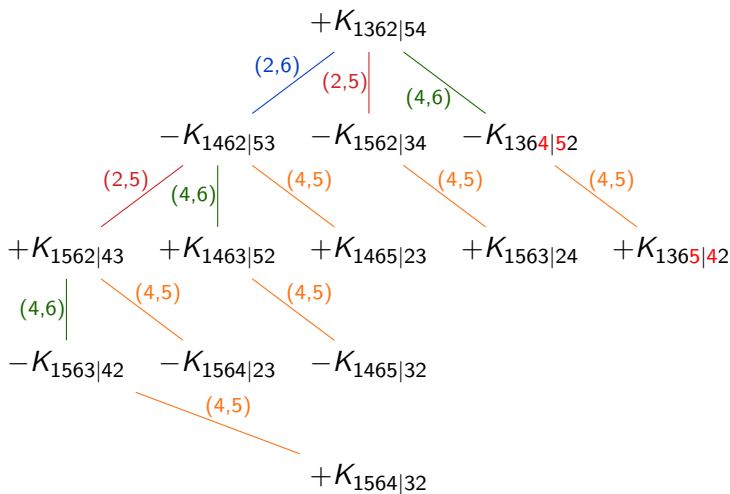 +K₁₃₆₂|₅₄
(2,6) (2,5) (4,6)
−K₁₄₆₂|₅₃ −K₁₅₆₂|₃₄ −K₁₃₆₄|₅₂
(2,5) (4,6) (4,5) (4,5) (4,5)
+K₁₅₆₂|₄₃ +K₁₄₆₃|₅₂ +K₁₄₆₅|₂₃ +K₁₅₆₃|₂₄ +K₁₃₆₅|₄₂
(4,6) (4,5) (4,5)
−K₁₅₆₃|₄₂ −K₁₅₆₄|₂₃ −K₁₄₆₅|₃₂
(4,5)
+K₁₅₆₄|₃₂